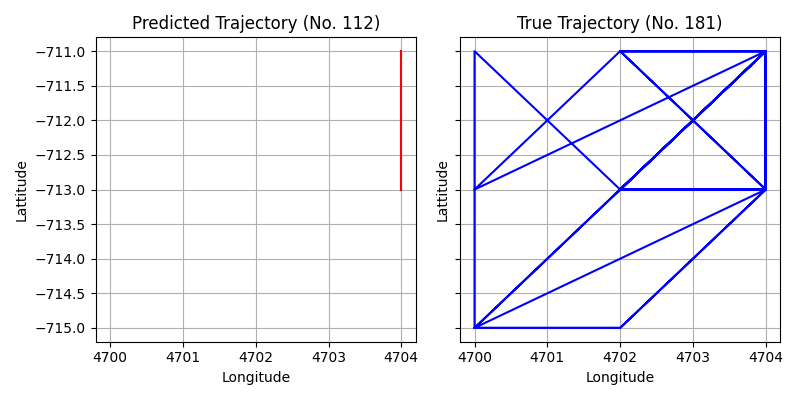 Predicted Trajectory (No. 112)
True Trajectory (No. 181)
Lattitude
−711.0
−711.5
−712.0
−712.5
−713.0
−713.5
−714.0
−714.5
−715.0
4700 4701 4702 4703 4704
Longitude
Lattitude
4700 4701 4702 4703 4704
Longitude